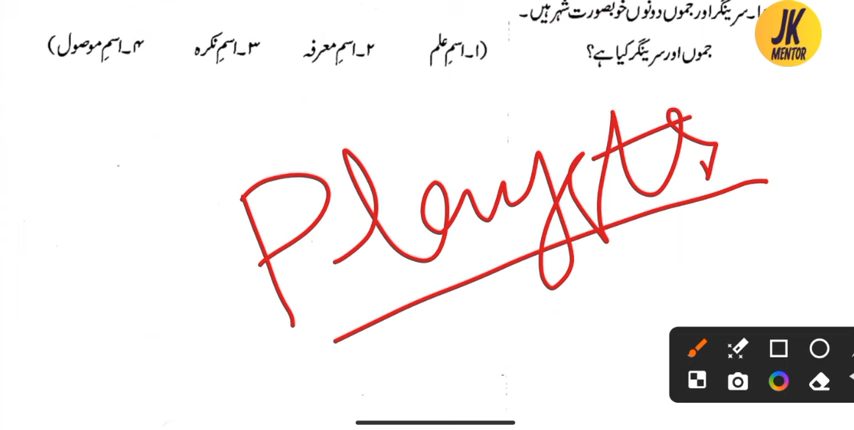 ۱۔ سرینگر اور جموں دونوں خوبصورت شہر ہیں ۔
جموں اور سرینگر کیا ہے؟ (۱۔ اسمِ علم ۲۔ اسمِ معرفہ ۳۔ اسمِ نکرہ ۴۔ اسمِ موصول)
JK
MENTOR